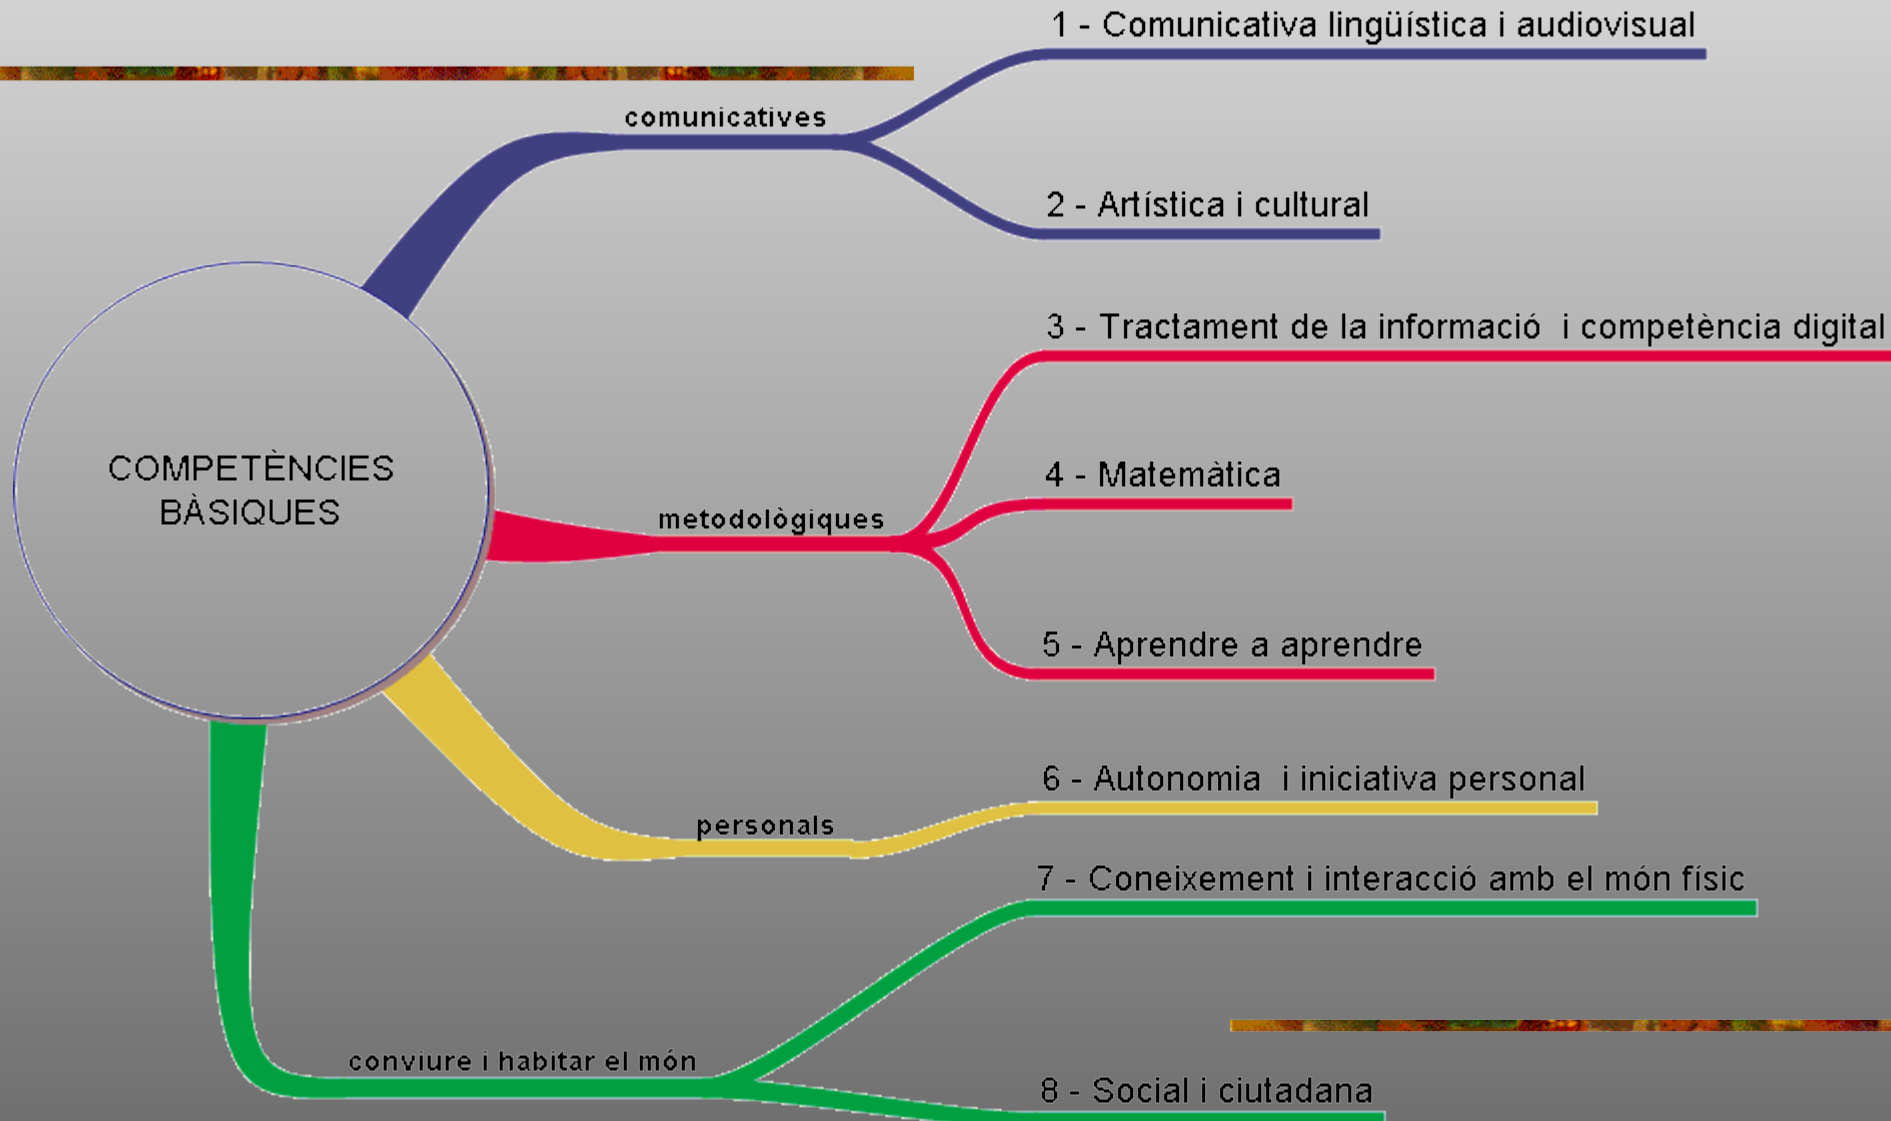 1 - Comunicativa lingüística i audiovisual
comunicatives
2 - Artística i cultural
3 - Tractament de la informació  i competència digital
COMPETÈNCIES
BÀSIQUES
4 - Matemàtica
metodològiques
5 - Aprendre a aprendre
6 - Autonomia  i iniciativa personal
personals
7 - Coneixement i interacció amb el món físic
conviure i habitar el món
8 - Social i ciutadana